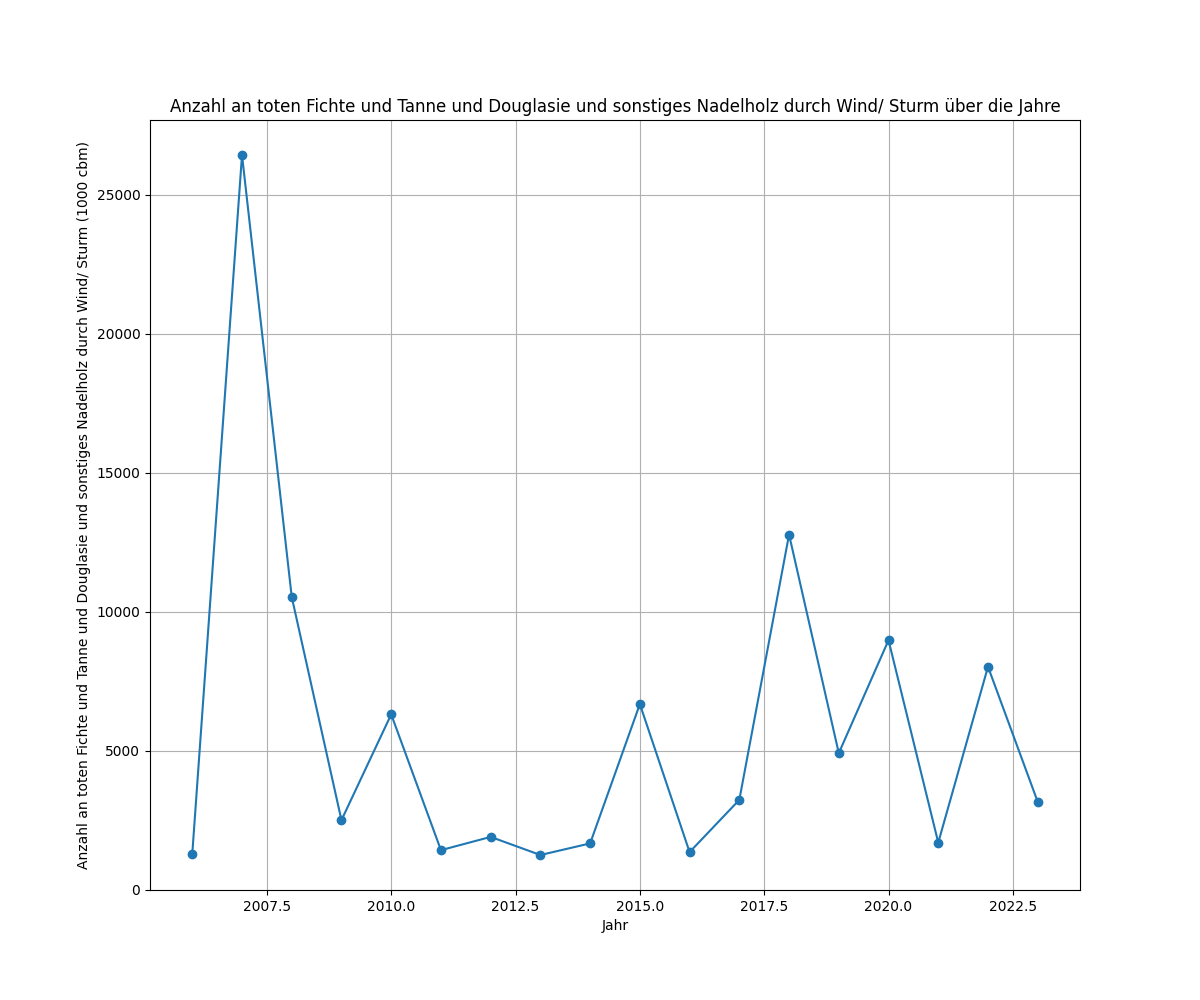 Anzahl an toten Fichte und Tanne und Douglasie und sonstiges Nadelholz durch Wind/ Sturm über die Jahre
Anzahl an toten Fichte und Tanne und Douglasie und sonstiges Nadelholz durch Wind/ Sturm (1000 cbm)
25000
20000
15000
10000
5000
0
2007.5 2010.0 2012.5 2015.0 2017.5 2020.0 2022.5
Jahr